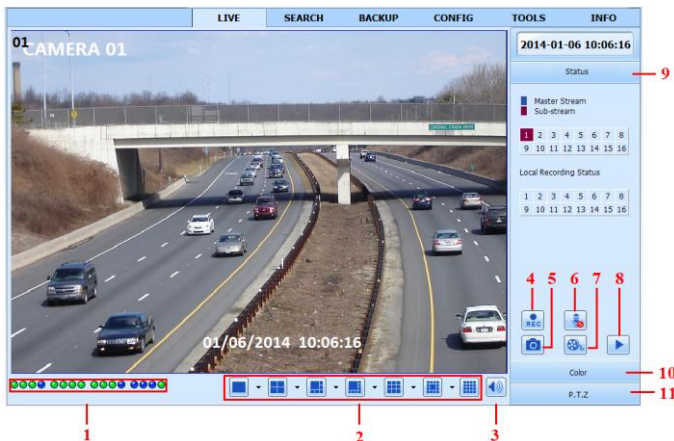 LIVE SEARCH BACKUP CONFIG TOOLS INFO
01
CAMERA 01
2014-01-06 10:06:16
Status
9
Master Stream
Sub-stream
1 2 3 4 5 6 7 8
9 10 11 12 13 14 15 16
Local Recording Status
1 2 3 4 5 6 7 8
9 10 11 12 13 14 15 16
4 5 6 7 8
REC
01/06/2014 10:06:16
Color
10
P.T.Z
11
1 2 3